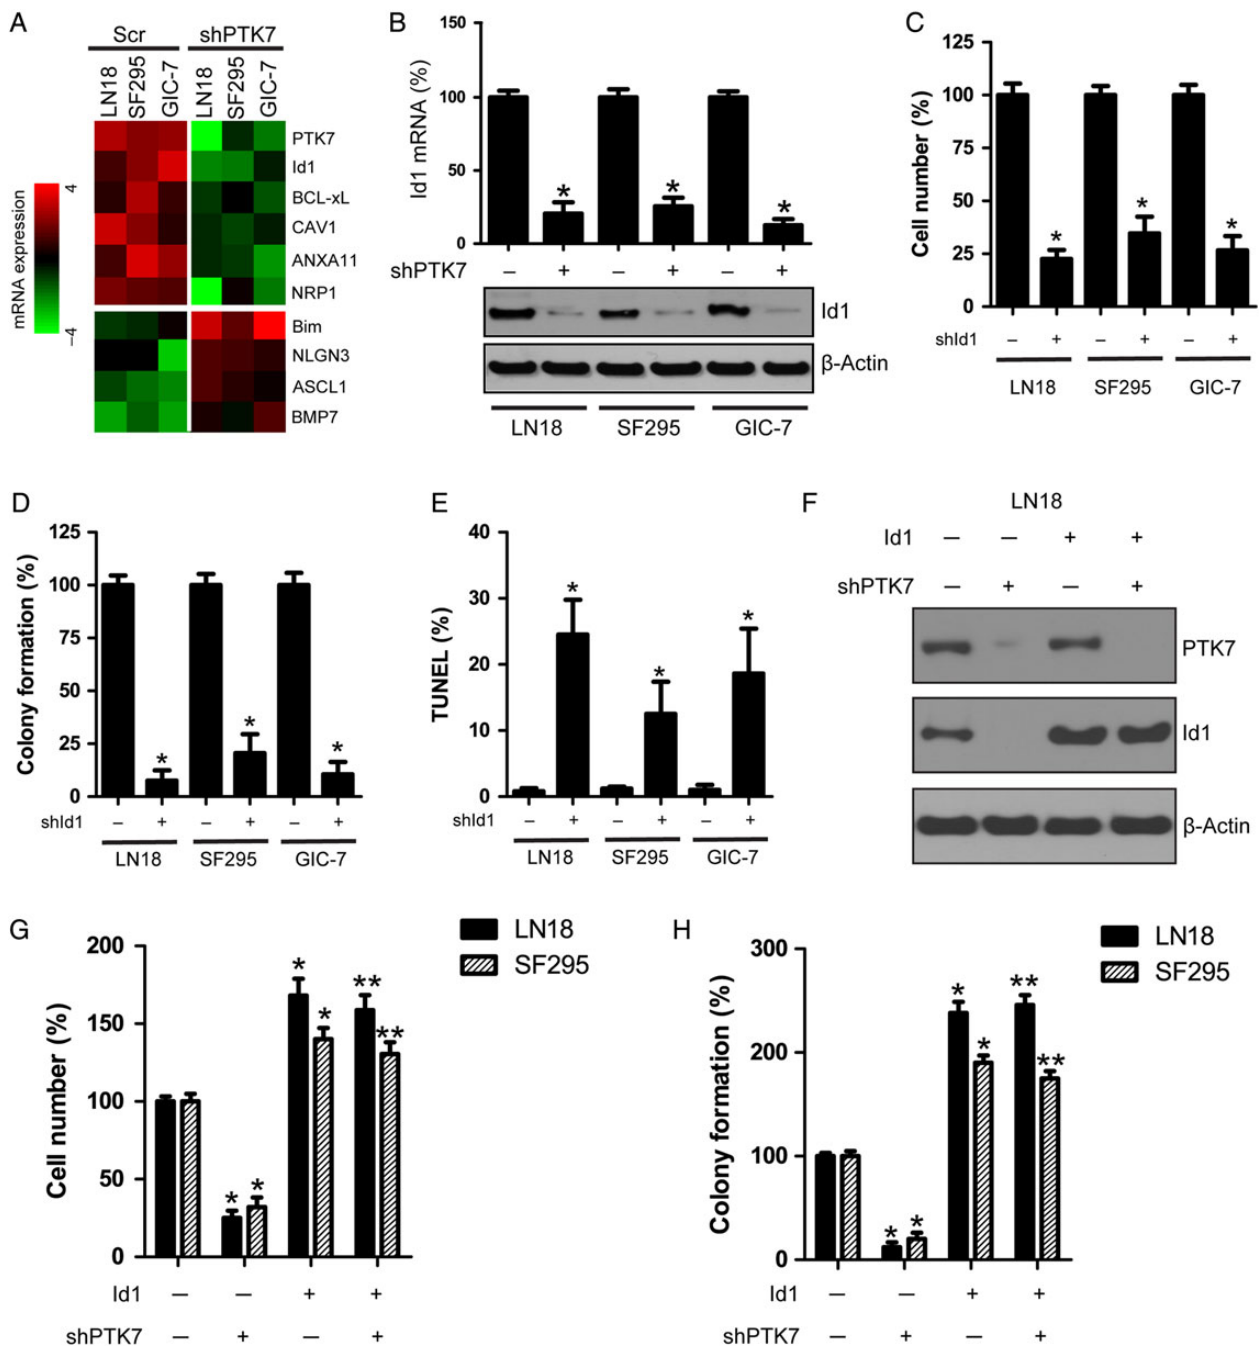 A
Scr shPTK7
LN18 SF295 GIC-7 LN18 SF295 GIC-7
PTK7
Id1
BCL-xL
CAV1
ANXA11
NRP1
Bim
NLGN3
ASCL1
BMP7
mRNA expression
4
−4
B
Id1 mRNA (%)
150
100
50
0
* * *
shPTK7 – + – + – +
Id1
β-Actin
LN18 SF295 GIC-7
C
Cell number (%)
125
100
75
50
25
0
* * *
shId1 – + – + – +
LN18 SF295 GIC-7
D
Colony formation (%)
125
100
75
50
25
0
* * *
shId1 – + – + – +
LN18 SF295 GIC-7
E
TUNEL (%)
40
30
20
10
0
* * *
shId1 – + – + – +
LN18 SF295 GIC-7
F
LN18
Id1 – – + +
shPTK7 – + – +
PTK7
Id1
β-Actin
G
LN18
SF295
Cell number (%)
200
150
100
50
0
* * * * ** **
Id1 – – + +
shPTK7 – + – +
H
LN18
SF295
Colony formation (%)
300
200
100
0
* * * * ** **
Id1 – – + +
shPTK7 – + – +